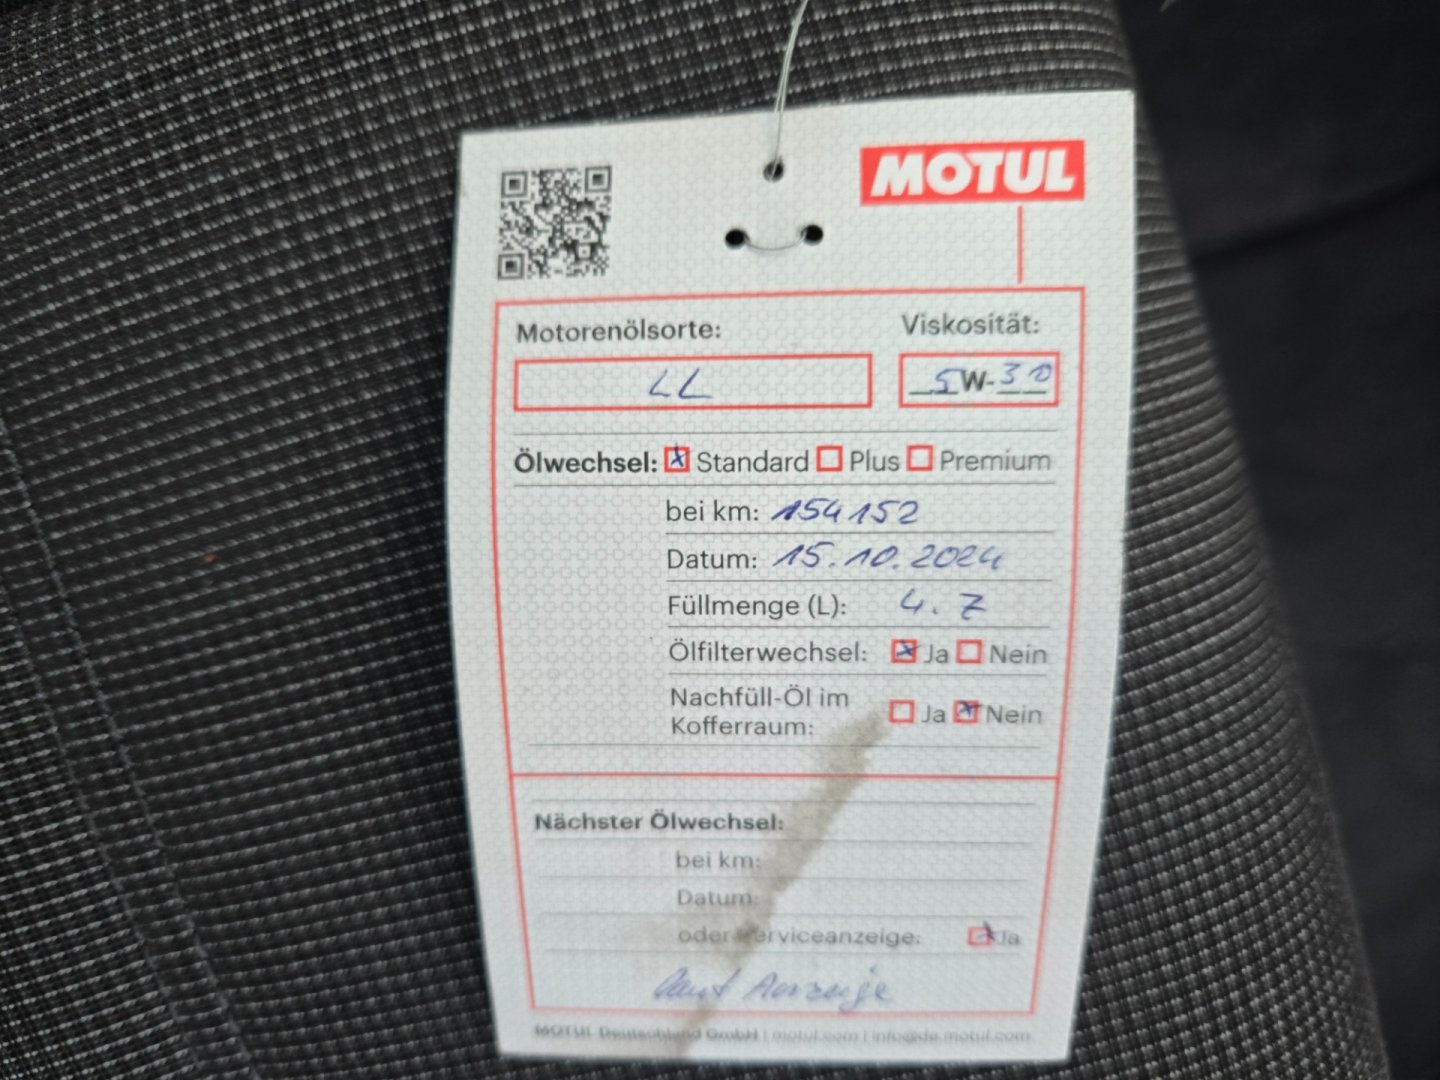 MOTUL
Motorenölsorte: Viskosität:
LL 5W-30
Ölwechsel: Standard Plus Premium
bei km: 154152
Datum: 15.10.2024
Füllmenge (L): 4.7
Ölfilterwechsel: Ja Nein
Nachfüll-Öl im
Kofferraum: Ja Nein
Nächster Ölwechsel:
bei km:
Datum:
oder Serviceanzeige: Ja
laut Anzeige
MOTUL Deutschland GmbH | motul.com | info@de.motul.com